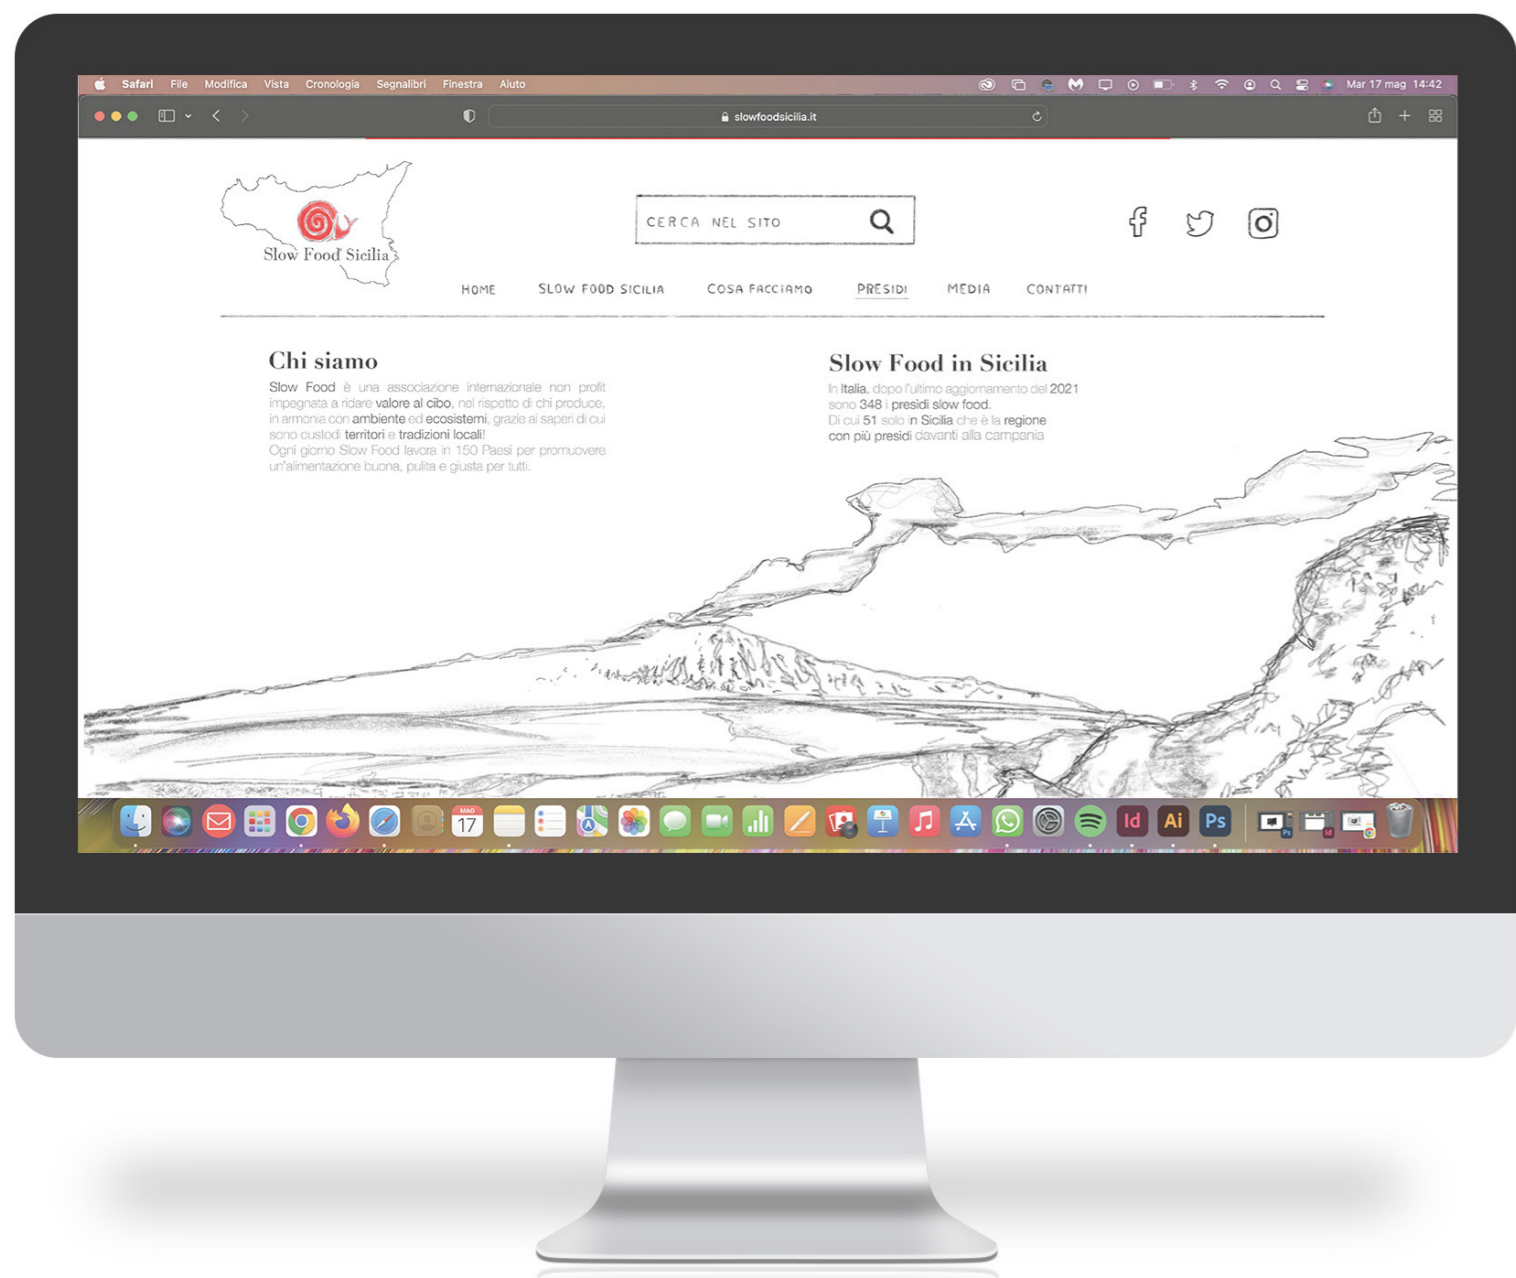 Safari File Modifica Vista Cronologia Segnalibri Finestra Aiuto Mar 17 mag 14:42
slowfoodsicilia.it
Slow Food Sicilia
CERCA NEL SITO
HOME SLOW FOOD SICILIA COSA FACCIAMO PRESIDI MEDIA CONTATTI
Chi siamo
Slow Food è una associazione internazionale non profit
impegnata a ridare valore al cibo, nel rispetto di chi produce,
in armonia con ambiente ed ecosistemi, grazie ai saperi di cui
sono custodi territori e tradizioni locali!
Ogni giorno Slow Food lavora in 150 Paesi per promuovere
un'alimentazione buona, pulita e giusta per tutti.
Slow Food in Sicilia
In Italia, dopo l'ultimo aggiornamento del 2021
sono 348 i presidi slow food.
Di cui 51 solo in Sicilia che è la regione
con più presidi davanti alla campania
MAG
17
Id Ai Ps